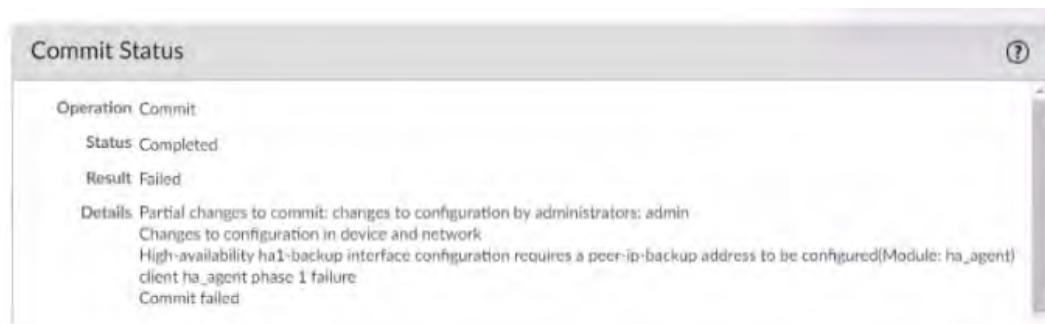 Commit Status
Operation Commit
Status Completed
Result Failed
Details Partial changes to commit: changes to configuration by administrators: admin
Changes to configuration in device and network
High-availability ha1-backup interface configuration requires a peer-ip-backup address to be configured(Module: ha_agent)
client ha_agent phase 1 failure
Commit failed